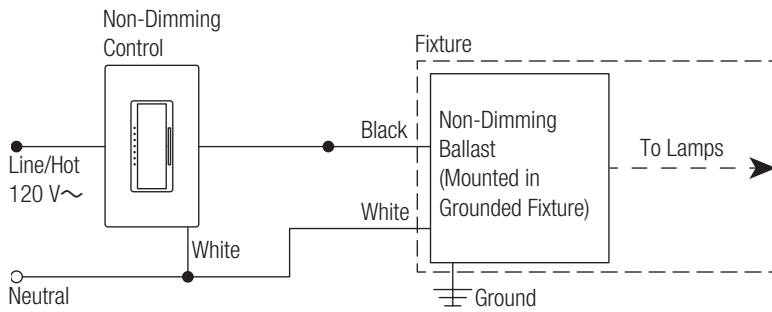 Non-Dimming
Control
Fixture
Black
Non-Dimming
Ballast
(Mounted in
Grounded Fixture)
To Lamps
Line/Hot
120 V~
White
White
Neutral
Ground